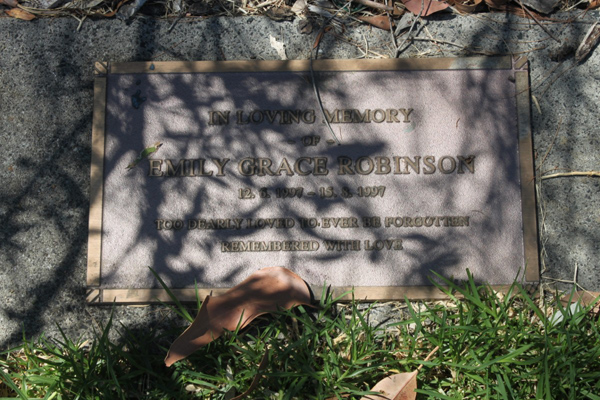 IN LOVING MEMORY
OF
EMILY GRACE ROBINSON
12. 8. 1997 - 15. 8. 1997
TOO DEARLY LOVED TO EVER BE FORGOTTEN
REMEMBERED WITH LOVE